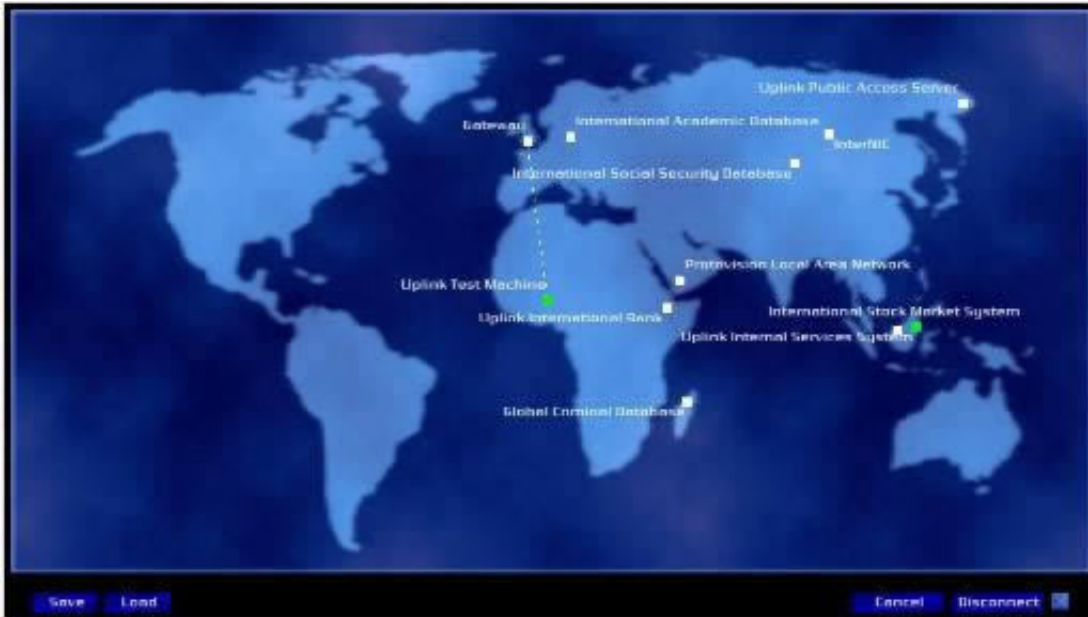 Uplink Public Access Server
International Academic Database
Gateway
InterNIC
International Social Security Database
Protovision Local Area Network
Uplink Test Machine
International Stock Market System
Uplink International Bank
Uplink Internal Services System
Global Criminal Database
Save
Load
Cancel
Disconnect